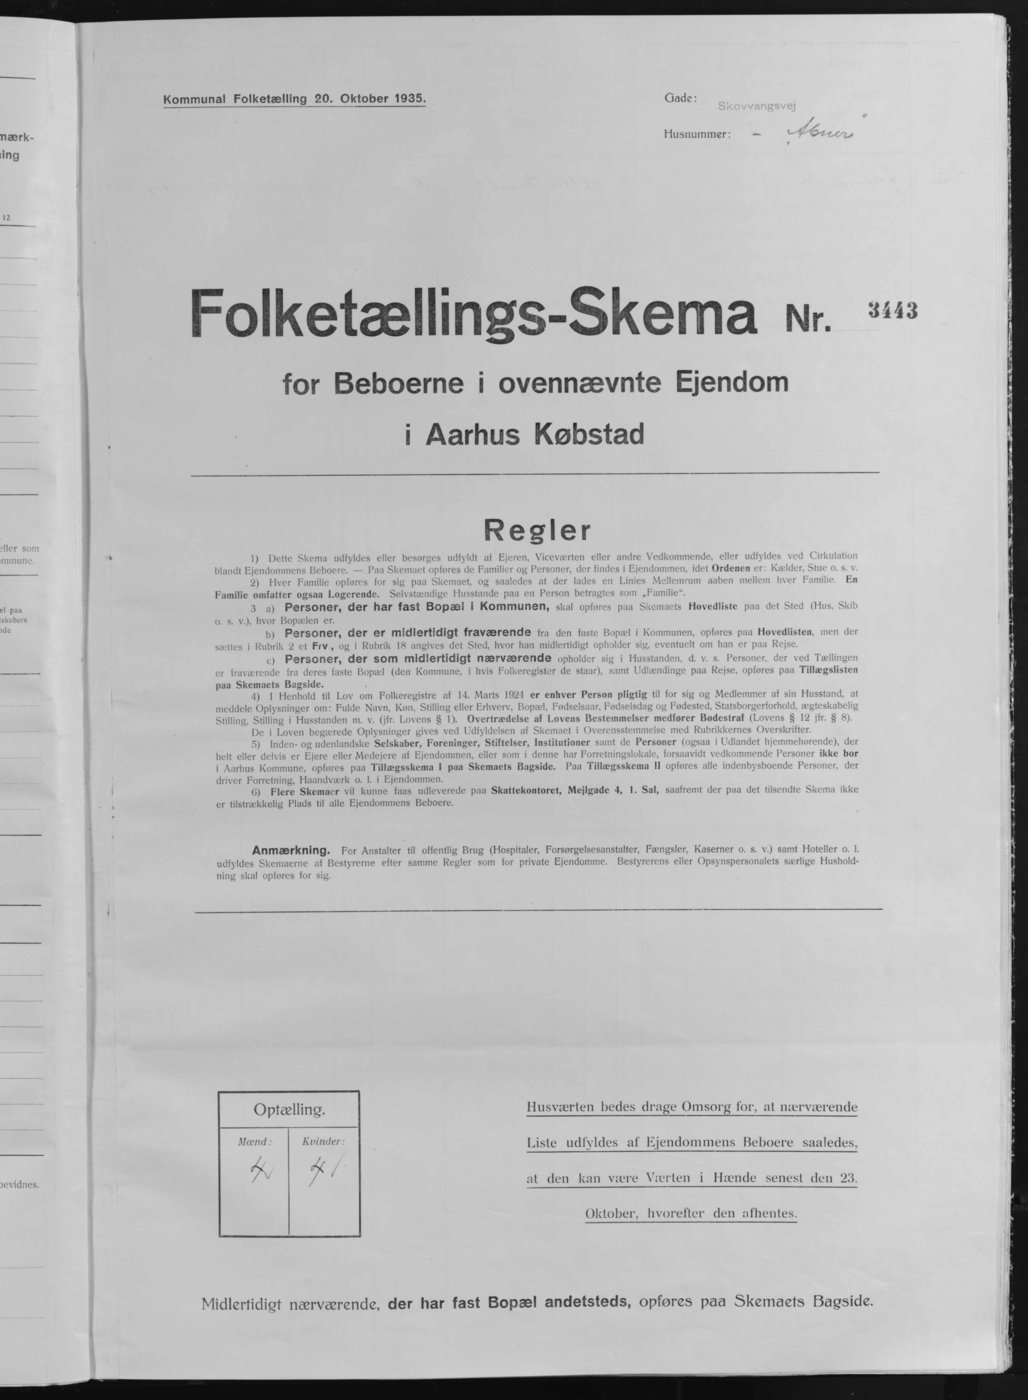 mærk-
ing
12
eller som
ommune.
el paa
lskabers
nde
bevidnes.
Kommunal Folketælling 20. Oktober 1935.
Gade:
Skovvangsvej
Husnummer: –
Folketællings-Skema Nr. 3443
for Beboerne i ovennævnte Ejendom
i Aarhus Købstad
Regler
1) Dette Skema udfyldes eller besørges udfyldt af Ejeren, Viceværten eller andre Vedkommende, eller udfyldes ved Cirkulation
blandt Ejendommens Beboere. — Paa Skemaet opføres de Familier og Personer, der findes i Ejendommen, idet Ordenen er: Kælder, Stue o. s. v.
2) Hver Familie opføres for sig paa Skemaet, og saaledes at der lades en Linies Mellemrum aaben mellem hver Familie. En
Familie omfatter ogsaa Logerende. Selvstændige Husstande paa en Person betragtes som „Familie“.
3 a) Personer, der har fast Bopæl i Kommunen, skal opføres paa Skemaets Hovedliste paa det Sted (Hus, Skib
o. s. v.), hvor Bopælen er.
b) Personer, der er midlertidigt fraværende fra den faste Bopæl i Kommunen, opføres paa Hovedlisten, men der
sættes i Rubrik 2 et Frv., og i Rubrik 18 angives det Sted, hvor han midlertidigt opholder sig, eventuelt om han er paa Rejse.
c) Personer, der som midlertidigt nærværende opholder sig i Husstanden, d. v. s. Personer, der ved Tællingen
er fraværende fra deres faste Bopæl (den Kommune, i hvis Folkeregister de staar), samt Udlændinge paa Rejse, opføres paa Tillægslisten
paa Skemaets Bagside.
4) I Henhold til Lov om Folkeregistre af 14. Marts 1924 er enhver Person pligtig til for sig og Medlemmer af sin Husstand, at
meddele Oplysninger om: Fulde Navn, Køn, Stilling eller Erhverv, Bopæl, Fødselsaar, Fødselsdag og Fødested, Statsborgerforhold, ægteskabelig
Stilling, Stilling i Husstanden m. v. (jfr. Lovens § 1). Overtrædelse af Lovens Bestemmelser medfører Bødestraf (Lovens § 12 jfr. § 8).
De i Loven begærede Oplysninger gives ved Udfyldelsen af Skemaet i Overensstemmelse med Rubrikkernes Overskrifter.
5) Inden- og udenlandske Selskaber, Foreninger, Stiftelser, Institutioner samt de Personer (ogsaa i Udlandet hjemmehørende), der
helt eller delvis er Ejere eller Medejere af Ejendommen, eller som i denne har Forretningslokale, forsaavidt vedkommende Personer ikke bor
i Aarhus Kommune, opføres paa Tillægsskema I paa Skemaets Bagside. Paa Tillægsskema II opføres alle indenbysboende Personer, der
driver Forretning, Haandværk o. l. i Ejendommen.
6) Flere Skemaer vil kunne faas udleverede paa Skattekontoret, Mejlgade 4, 1. Sal, saafremt der paa det tilsendte Skema ikke
er tilstrækkelig Plads til alle Ejendommens Beboere.
Anmærkning. For Anstalter til offentlig Brug (Hospitaler, Forsørgelsesanstalter, Fængsler, Kaserner o. s. v.) samt Hoteller o. l.
udfyldes Skemaerne af Bestyrerne efter samme Regler som for private Ejendomme. Bestyrerens eller Opsynspersonalets særlige Hushold-
ning skal opføres for sig.
Optælling.
Mænd: Kvinder:
4 4
Husværten bedes drage Omsorg for, at nærværende
Liste udfyldes af Ejendommens Beboere saaledes,
at den kan være Værten i Hænde senest den 23.
Oktober, hvorefter den afhentes.
Midlertidigt nærværende, der har fast Bopæl andetsteds, opføres paa Skemaets Bagside.